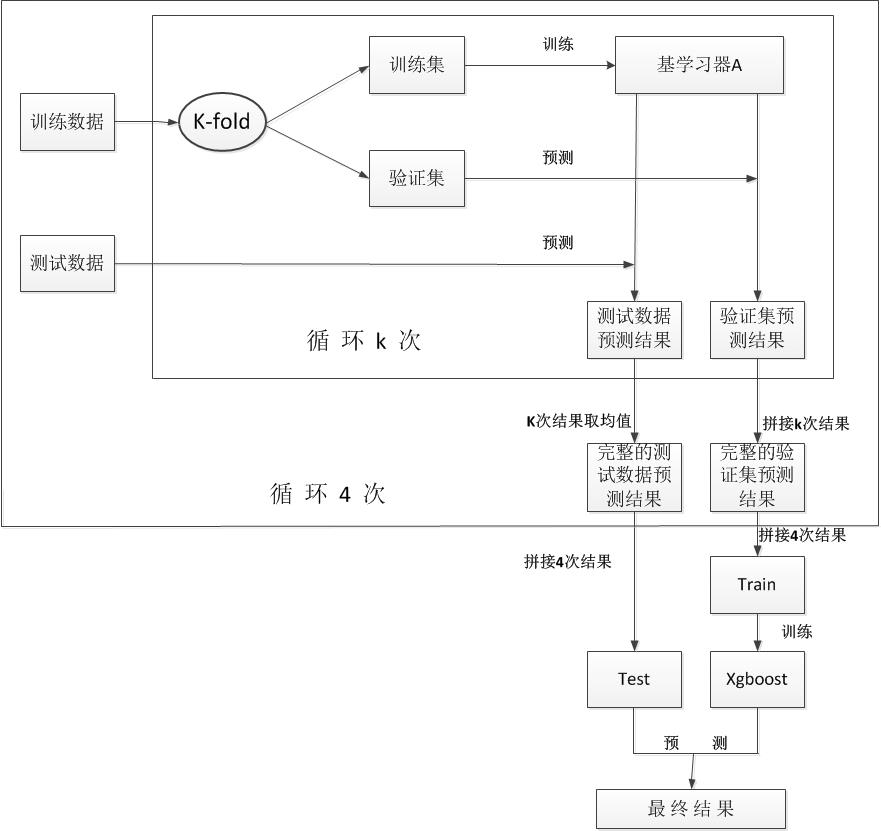 训练
训练集
基学习器A
训练数据
K-fold
预测
验证集
预测
测试数据
测试数据
预测结果
验证集预
测结果
循 环 k 次
K次结果取均值
拼接k次结果
完整的测
试数据预
测结果
完整的验
证集预测
结果
循 环 4 次
拼接4次结果
拼接4次结果
Train
训练
Test
Xgboost
预 测
最 终 结 果